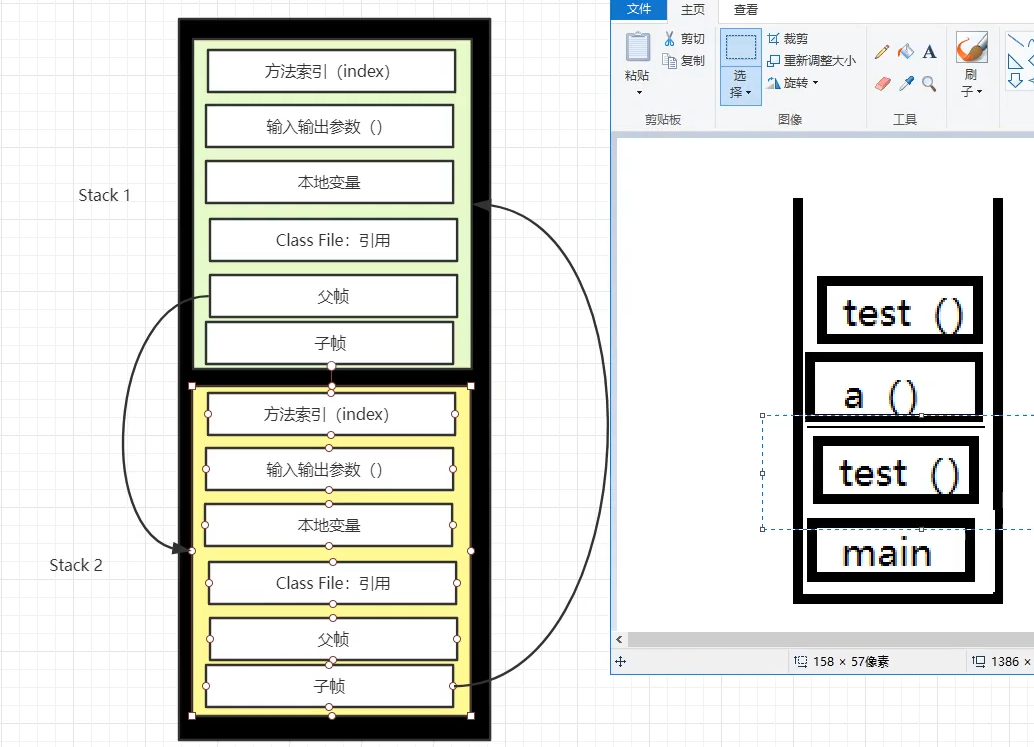 Stack 1
方法索引（index）
输入输出参数（）
本地变量
Class File：引用
父帧
子帧
Stack 2
方法索引（index）
输入输出参数（）
本地变量
Class File：引用
父帧
子帧
文件
主页
查看
粘贴
剪切
复制
剪贴板
选
择
裁剪
重新调整大小
旋转
图像
A
工具
刷
子
test（）
a（）
test（）
main
158 × 57像素
1386 ×